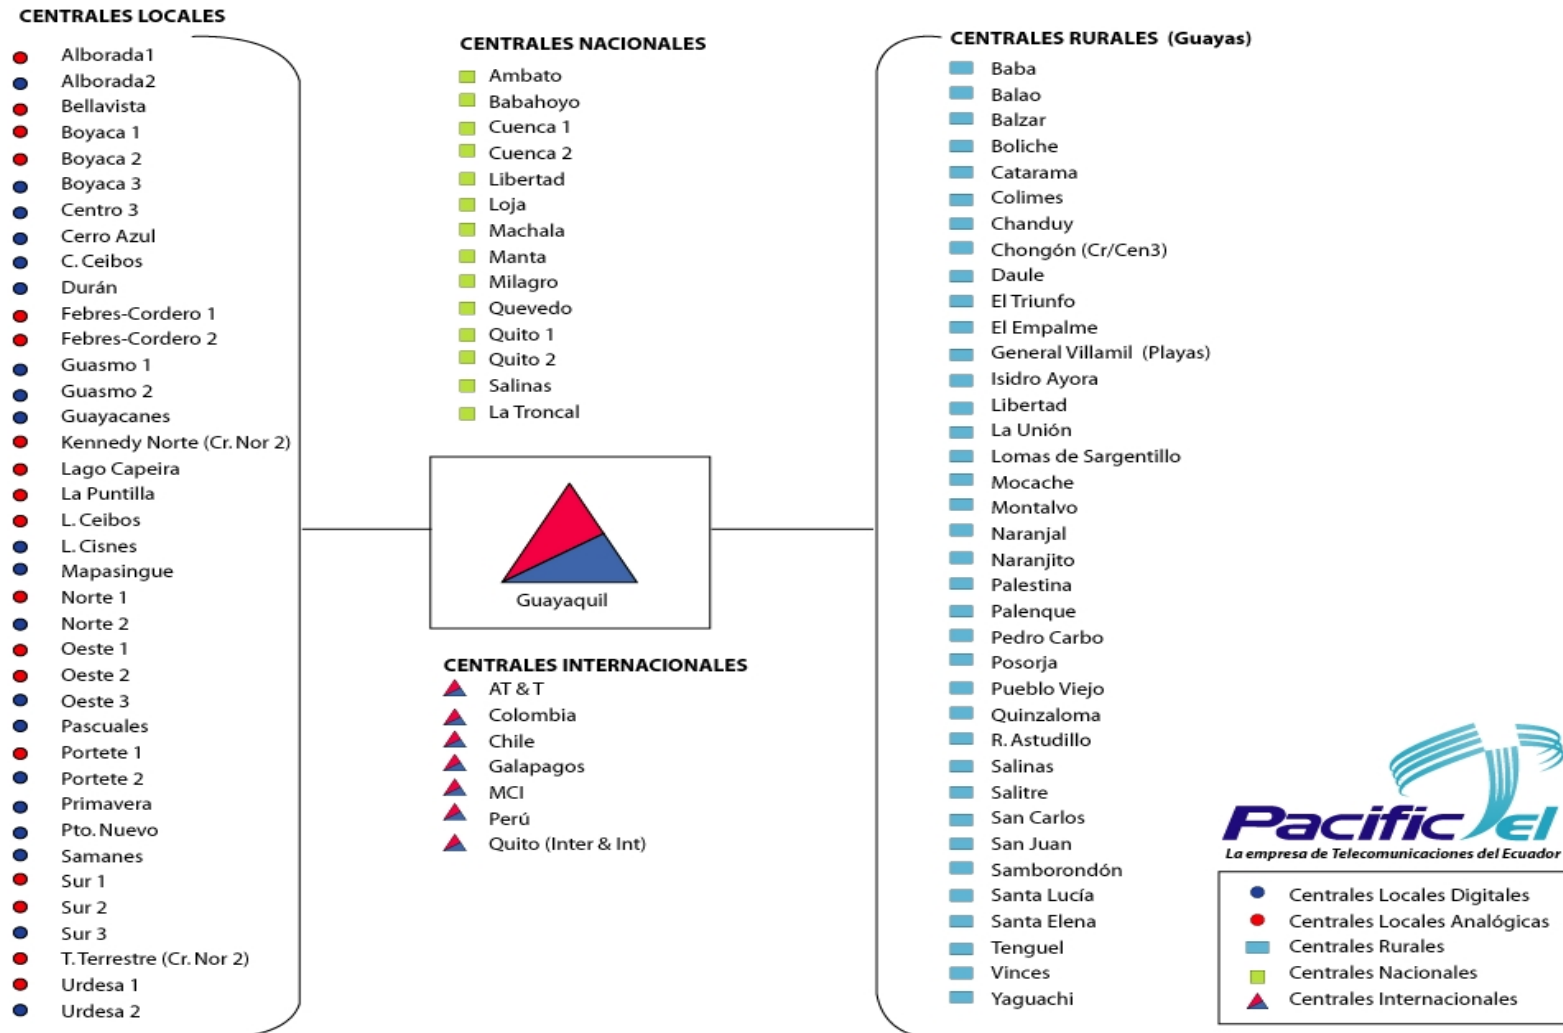 CENTRALES LOCALES
Alborada1
Alborada2
Bellavista
Boyaca 1
Boyaca 2
Boyaca 3
Centro 3
Cerro Azul
C. Ceibos
Durán
Febres-Cordero 1
Febres-Cordero 2
Guasmo 1
Guasmo 2
Guayacanes
Kennedy Norte (Cr. Nor 2)
Lago Capeira
La Puntilla
L. Ceibos
L. Cisnes
Mapasingue
Norte 1
Norte 2
Oeste 1
Oeste 2
Oeste 3
Pascuales
Portete 1
Portete 2
Primavera
Pto. Nuevo
Samanes
Sur 1
Sur 2
Sur 3
T. Terrestre (Cr. Nor 2)
Urdesa 1
Urdesa 2
CENTRALES NACIONALES
Ambato
Babahoyo
Cuenca 1
Cuenca 2
Libertad
Loja
Machala
Manta
Milagro
Quevedo
Quito 1
Quito 2
Salinas
La Troncal
Guayaquil
CENTRALES INTERNACIONALES
AT & T
Colombia
Chile
Galapagos
MCI
Perú
Quito (Inter & Int)
CENTRALES RURALES (Guayas)
Baba
Balao
Balzar
Boliche
Catarama
Colimes
Chanduy
Chongón (Cr/Cen3)
Daule
El Triunfo
El Empalme
General Villamil (Playas)
Isidro Ayora
Libertad
La Unión
Lomas de Sargentillo
Mocache
Montalvo
Naranjal
Naranjito
Palestina
Palenque
Pedro Carbo
Posorja
Pueblo Viejo
Quinzaloma
R. Astudillo
Salinas
Salitre
San Carlos
San Juan
Samborondón
Santa Lucía
Santa Elena
Tenguel
Vinces
Yaguachi
PacificTel
La empresa de Telecomunicaciones del Ecuador
Centrales Locales Digitales
Centrales Locales Analógicas
Centrales Rurales
Centrales Nacionales
Centrales Internacionales